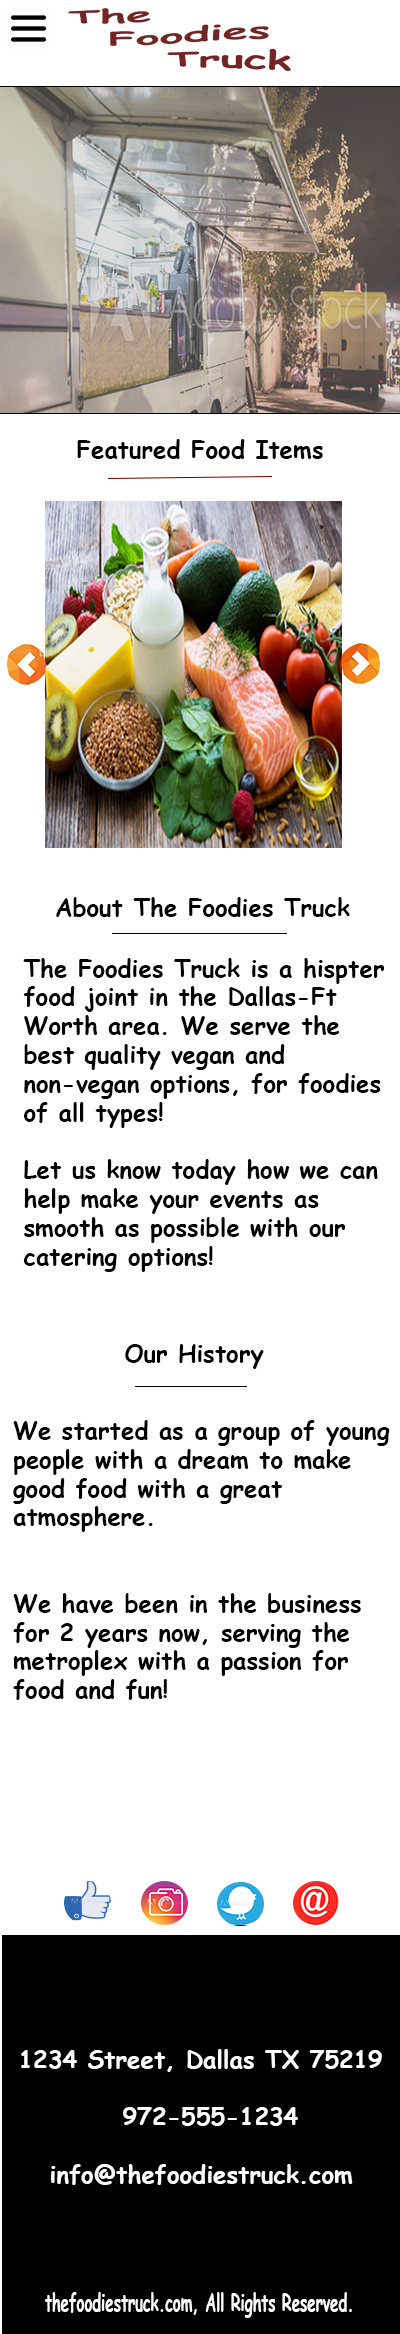 The
Foodies
Truck
Adobe Stock
Featured Food Items
About The Foodies Truck
The Foodies Truck is a hispter
food joint in the Dallas-Ft
Worth area. We serve the
best quality vegan and
non-vegan options, for foodies
of all types!
Let us know today how we can
help make your events as
smooth as possible with our
catering options!
Our History
We started as a group of young
people with a dream to make
good food with a great
atmosphere.
We have been in the business
for 2 years now, serving the
metroplex with a passion for
food and fun!
@
1234 Street, Dallas TX 75219
972-555-1234
info@thefoodiestruck.com
thefoodiestruck.com, All Rights Reserved.